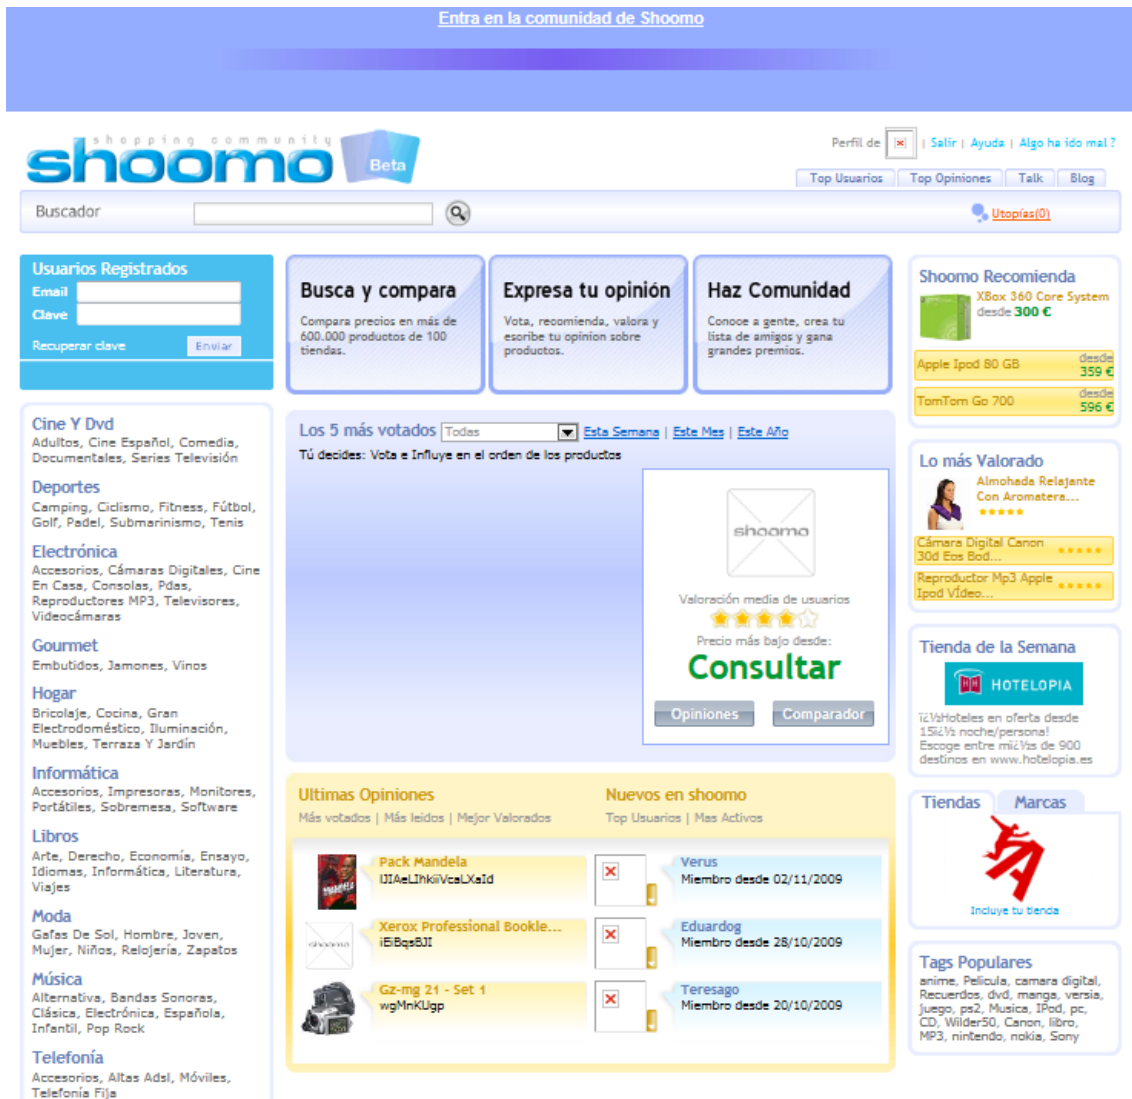 Entra en la comunidad de Shoomo
shopping community
shoomo Beta
Perfil de | Salir | Ayuda | Algo ha ido mal?
Top Usuarios Top Opiniones Talk Blog
Buscador
Utopías(0)
Usuarios Registrados
Email
Clave
Recuperar clave Enviar
Busca y compara
Compara precios en más de
600.000 productos de 100
tiendas.
Expresa tu opinión
Vota, recomienda, valora y
escribe tu opinion sobre
productos.
Haz Comunidad
Conoce a gente, crea tu
lista de amigos y gana
grandes premios.
Cine Y Dvd
Adultos, Cine Español, Comedia,
Documentales, Series Televisión
Deportes
Camping, Ciclismo, Fitness, Fútbol,
Golf, Padel, Submarinismo, Tenis
Electrónica
Accesorios, Cámaras Digitales, Cine
En Casa, Consolas, Pdas,
Reproductores MP3, Televisores,
Videocámaras
Gourmet
Embutidos, Jamones, Vinos
Hogar
Bricolaje, Cocina, Gran
Electrodoméstico, Iluminación,
Muebles, Terraza Y Jardín
Informática
Accesorios, Impresoras, Monitores,
Portátiles, Sobremesa, Software
Libros
Arte, Derecho, Economía, Ensayo,
Idiomas, Informática, Literatura,
Viajes
Moda
Gafas De Sol, Hombre, Joven,
Mujer, Niños, Relojería, Zapatos
Música
Alternativa, Bandas Sonoras,
Clásica, Electrónica, Española,
Infantil, Pop Rock
Telefonía
Accesorios, Altas Adsl, Móviles,
Telefonía Fija
Los 5 más votados Todas Esta Semana | Este Mes | Este Año
Tú decides: Vota e Influye en el orden de los productos
shoomo
Valoración media de usuarios
Precio más bajo desde:
Consultar
Opiniones Comparador
Ultimas Opiniones
Más votados | Más leidos | Mejor Valorados
Pack Mandela
IJIAeLIhkiiVcaLXaId
shoomo
Xerox Professional Bookle...
iEiBqsBJI
Gz-mg 21 - Set 1
wgMnKUgp
Nuevos en shoomo
Top Usuarios | Mas Activos
Verus
Miembro desde 02/11/2009
Eduardog
Miembro desde 28/10/2009
Teresago
Miembro desde 20/10/2009
Shoomo Recomienda
XBox 360 Core System
desde 300 €
Apple Ipod 80 GB desde
359 €
TomTom Go 700 desde
596 €
Lo más Valorado
Almohada Relajante
Con Aromatera...
Cámara Digital Canon
30d Eos Bod...
Reproductor Mp3 Apple
Ipod Vídeo...
Tienda de la Semana
HOTELOPIA
ï¿½Hoteles en oferta desde
15ï¿½ noche/persona!
Escoge entre mï¿½s de 900
destinos en www.hotelopia.es
Tiendas Marcas
Incluye tu tienda
Tags Populares
anime, Pelicula, camara digital,
Recuerdos, dvd, manga, versia,
juego, ps2, Musica, IPod, pc,
CD, Wilder50, Canon, libro,
MP3, nintendo, nokia, Sony